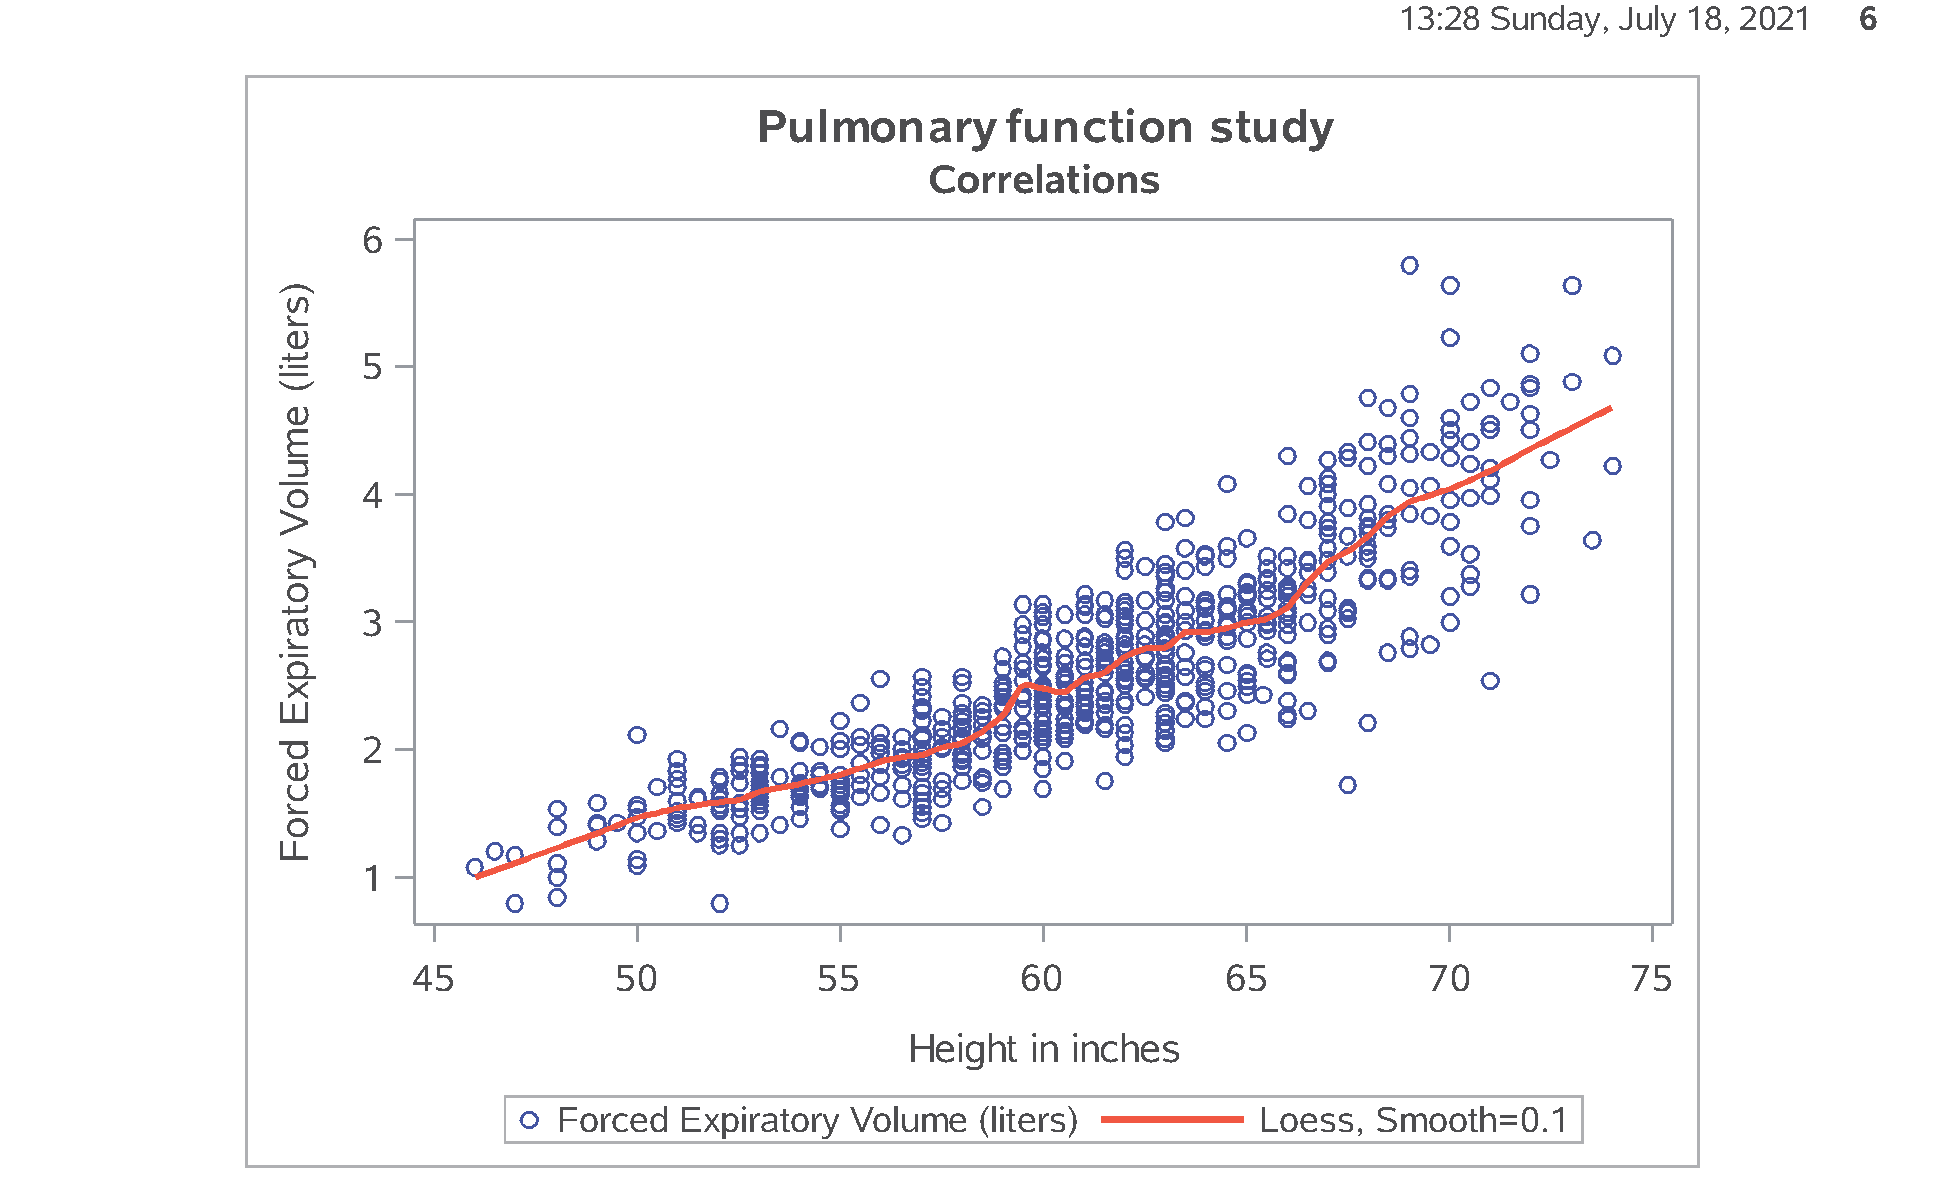 13:28 Sunday, July 18, 2021 6
Pulmonary function study
Correlations
Forced Expiratory Volume (liters)
6
5
4
3
2
1
45 50 55 60 65 70 75
Height in inches
Forced Expiratory Volume (liters) Loess, Smooth=0.1